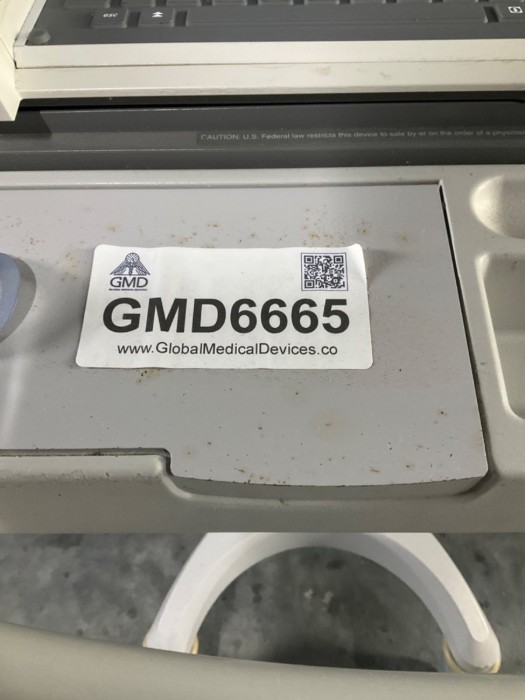 esc
CAUTION: U.S. Federal law restricts this device to sale by or on the order of a physician
GMD
GMD6665
www.GlobalMedicalDevices.co